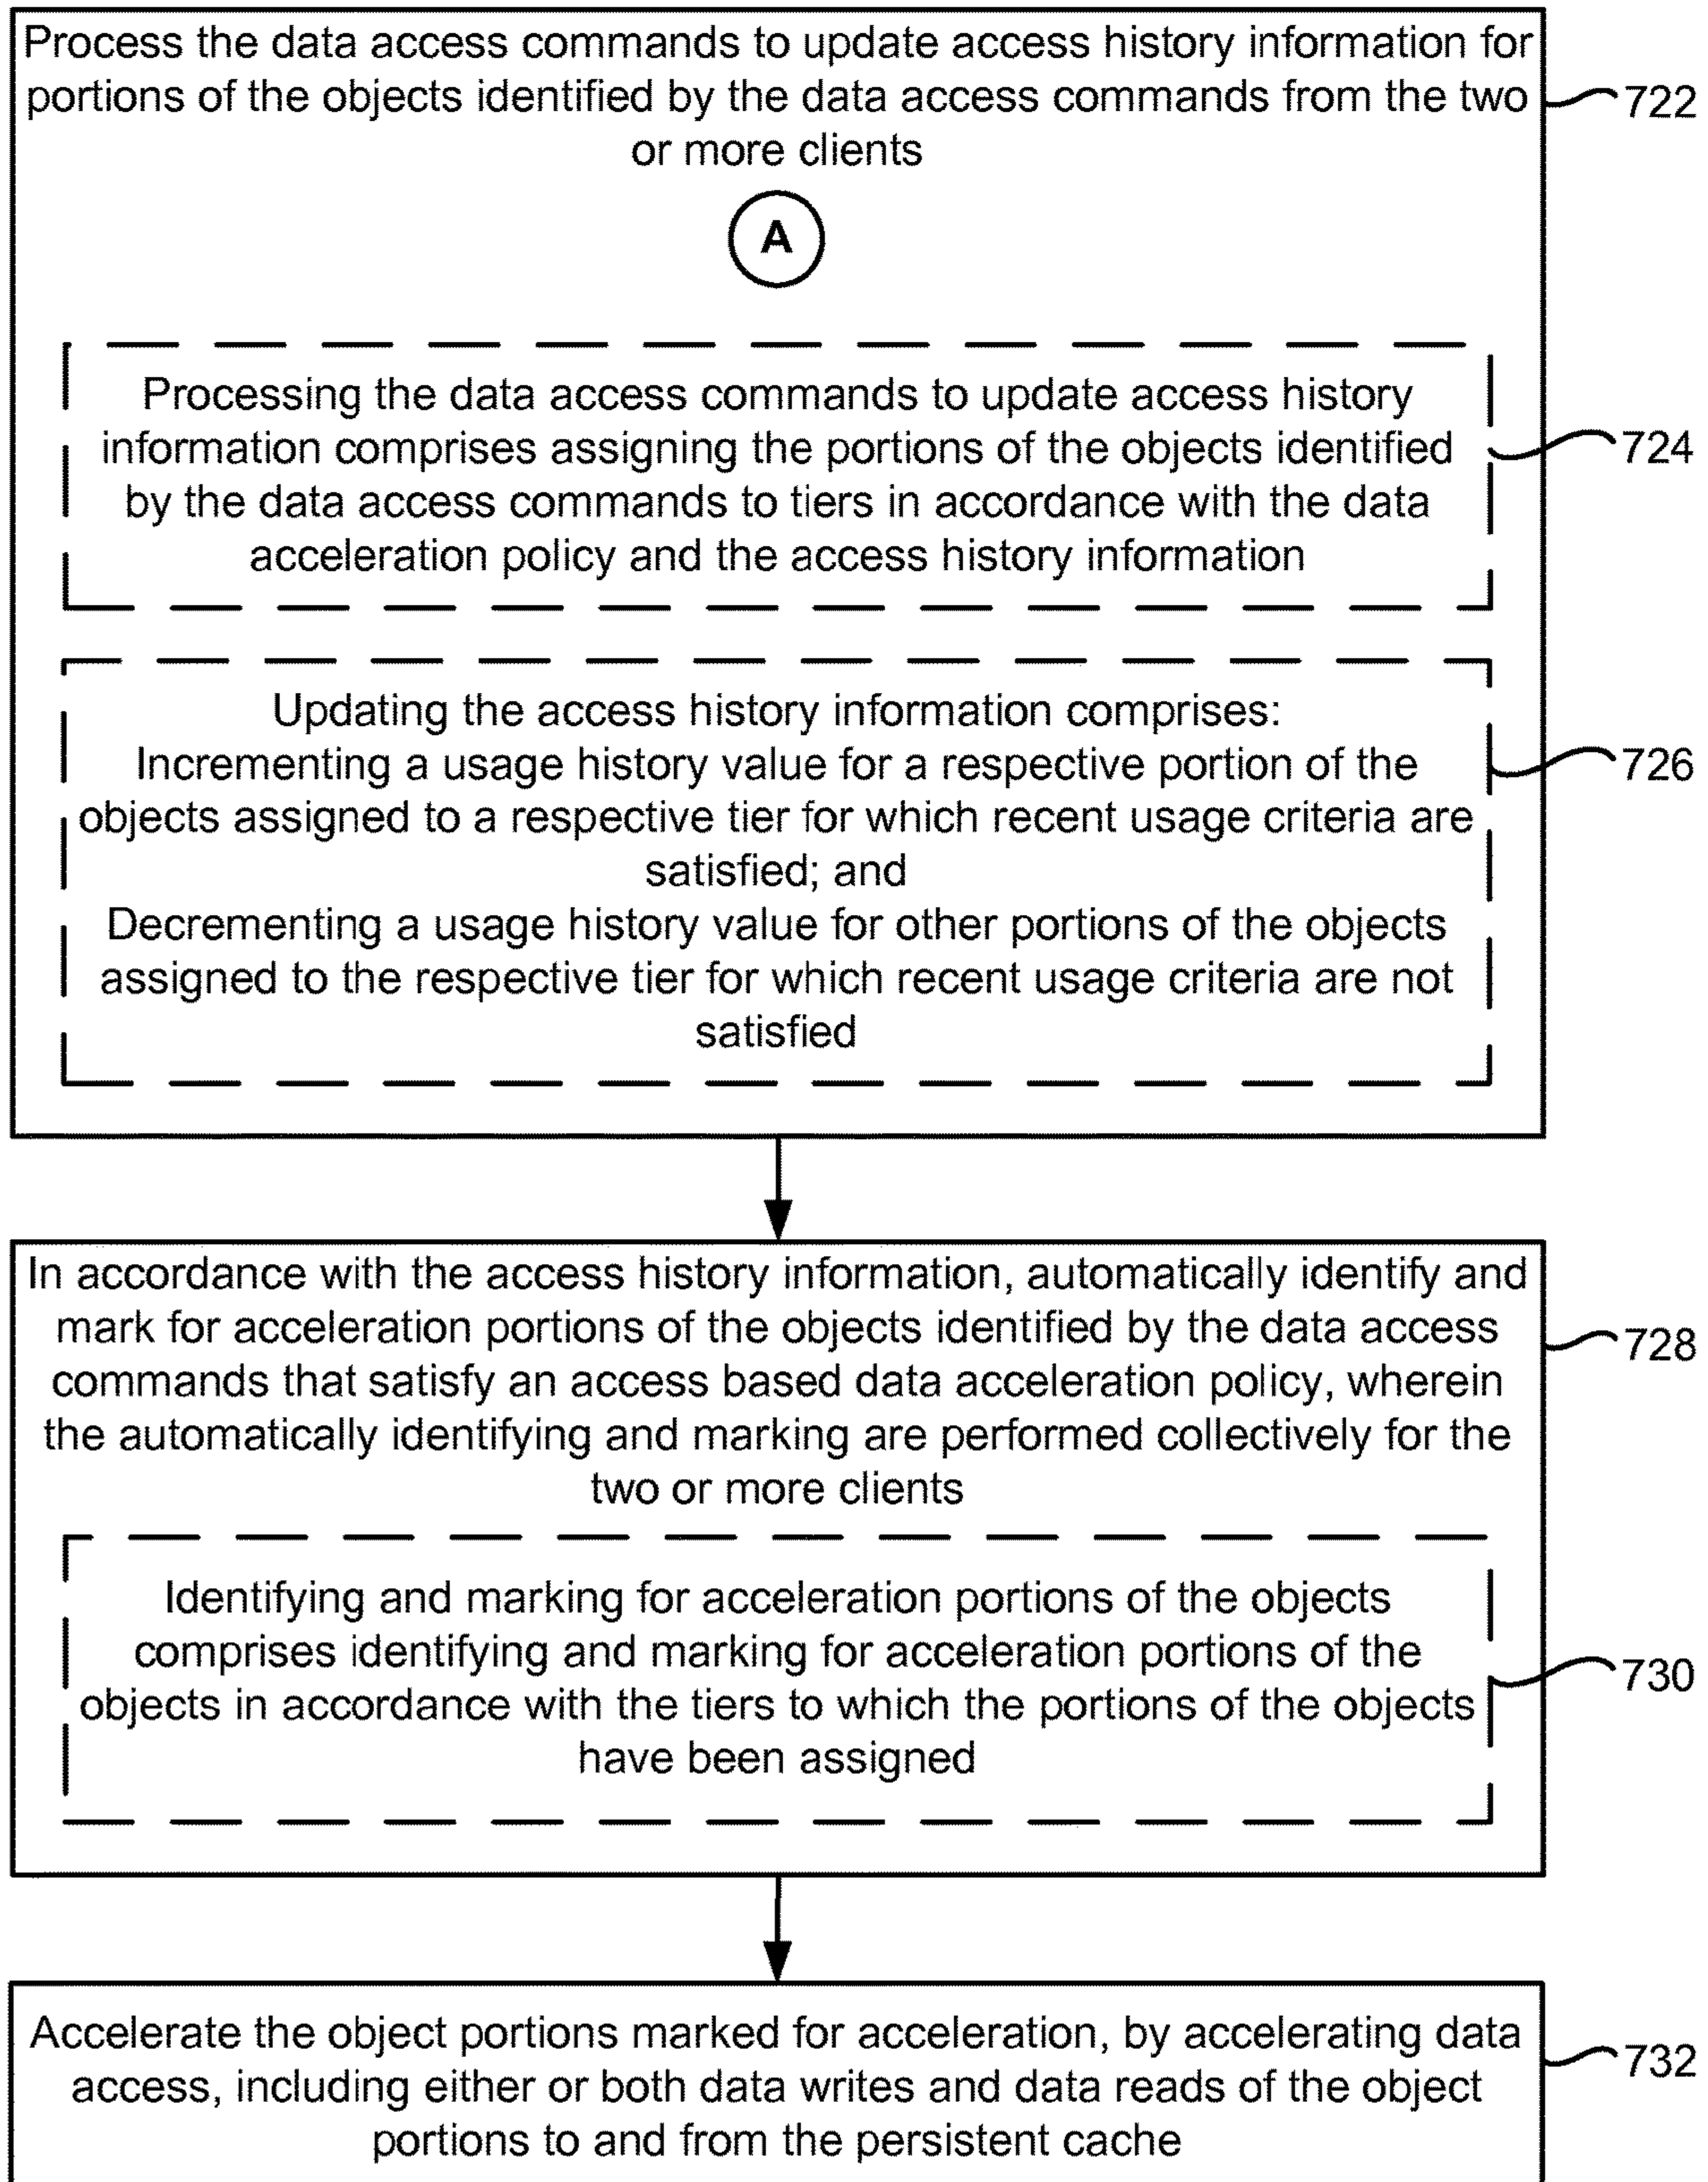 Process the data access commands to update access history information for
portions of the objects identified by the data access commands from the two
or more clients
722
A
Processing the data access commands to update access history
information comprises assigning the portions of the objects identified
by the data access commands to tiers in accordance with the data
acceleration policy and the access history information
724
Updating the access history information comprises:
Incrementing a usage history value for a respective portion of the
objects assigned to a respective tier for which recent usage criteria are
satisfied; and
Decrementing a usage history value for other portions of the objects
assigned to the respective tier for which recent usage criteria are not
satisfied
726
In accordance with the access history information, automatically identify and
mark for acceleration portions of the objects identified by the data access
commands that satisfy an access based data acceleration policy, wherein
the automatically identifying and marking are performed collectively for the
two or more clients
728
Identifying and marking for acceleration portions of the objects
comprises identifying and marking for acceleration portions of the
objects in accordance with the tiers to which the portions of the objects
have been assigned
730
Accelerate the object portions marked for acceleration, by accelerating data
access, including either or both data writes and data reads of the object
portions to and from the persistent cache
732